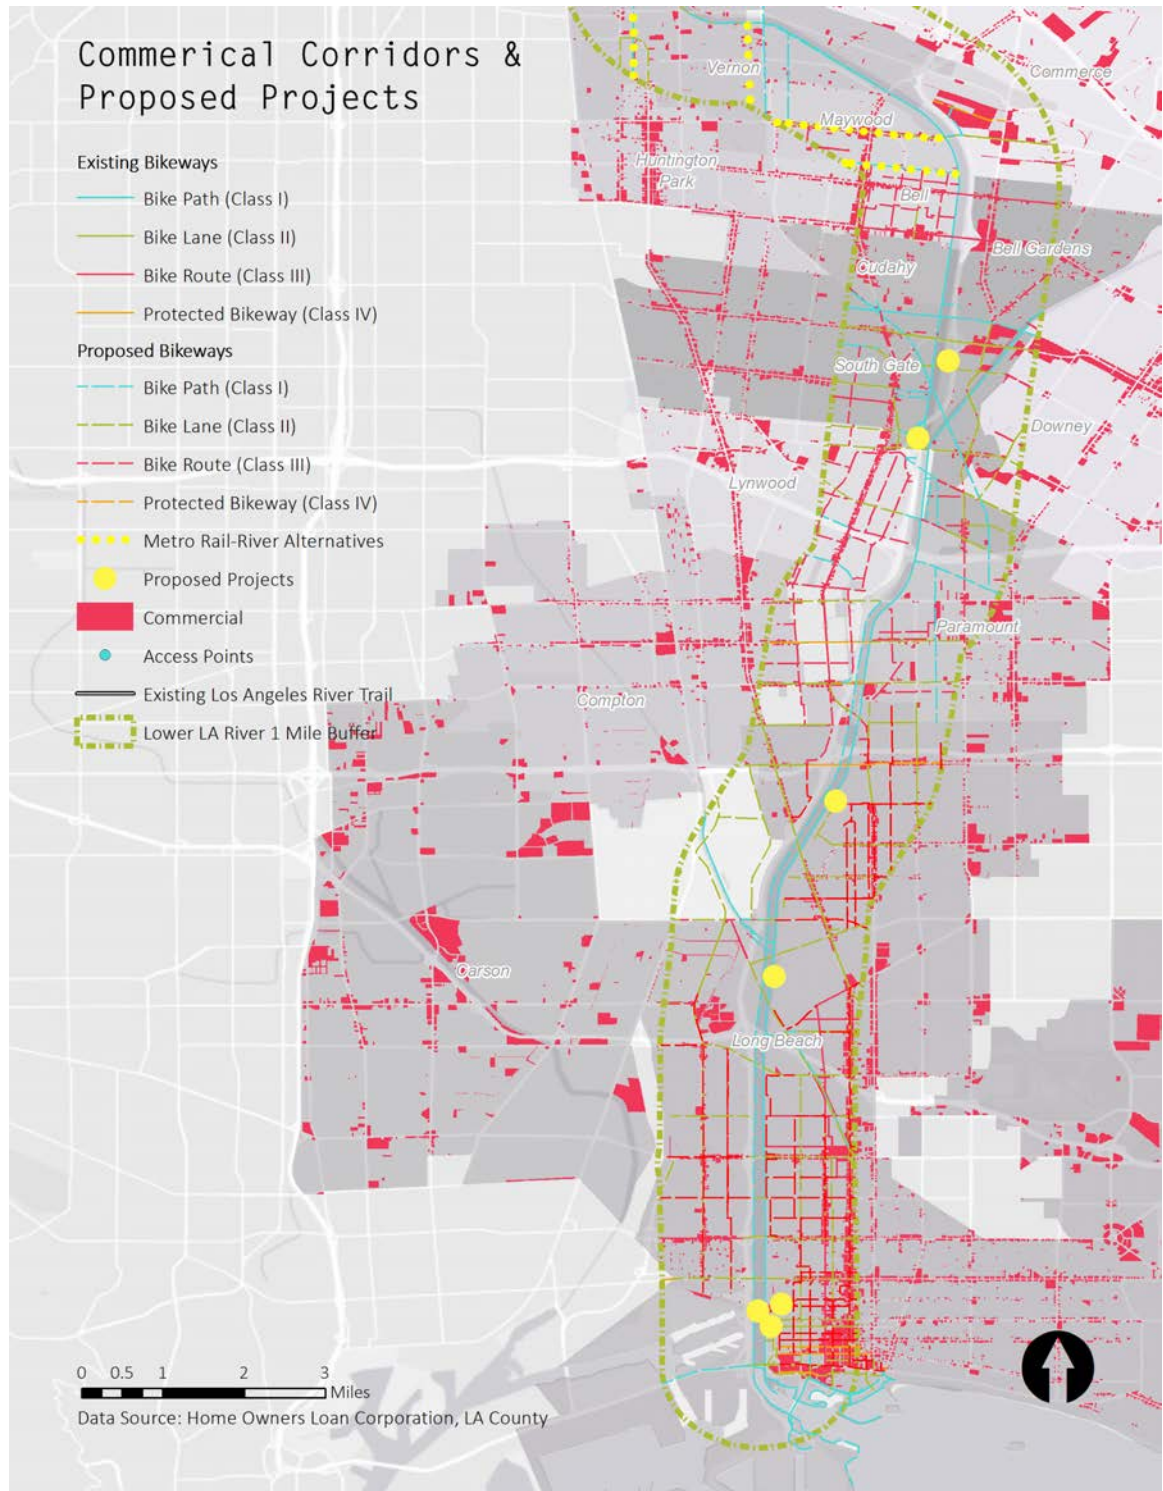 Commerical Corridors &
Proposed Projects
Existing Bikeways
Bike Path (Class I)
Bike Lane (Class II)
Bike Route (Class III)
Protected Bikeway (Class IV)
Proposed Bikeways
Bike Path (Class I)
Bike Lane (Class II)
Bike Route (Class III)
Protected Bikeway (Class IV)
Metro Rail-River Alternatives
Proposed Projects
Commercial
Access Points
Existing Los Angeles River Trail
Lower LA River 1 Mile Buffer
Vernon
Commerce
Maywood
Huntington
Park
Bell
Bell Gardens
Cudahy
South Gate
Downey
Lynwood
Paramount
Compton
Carson
Long Beach
0 0.5 1 2 3
Miles
Data Source: Home Owners Loan Corporation, LA County